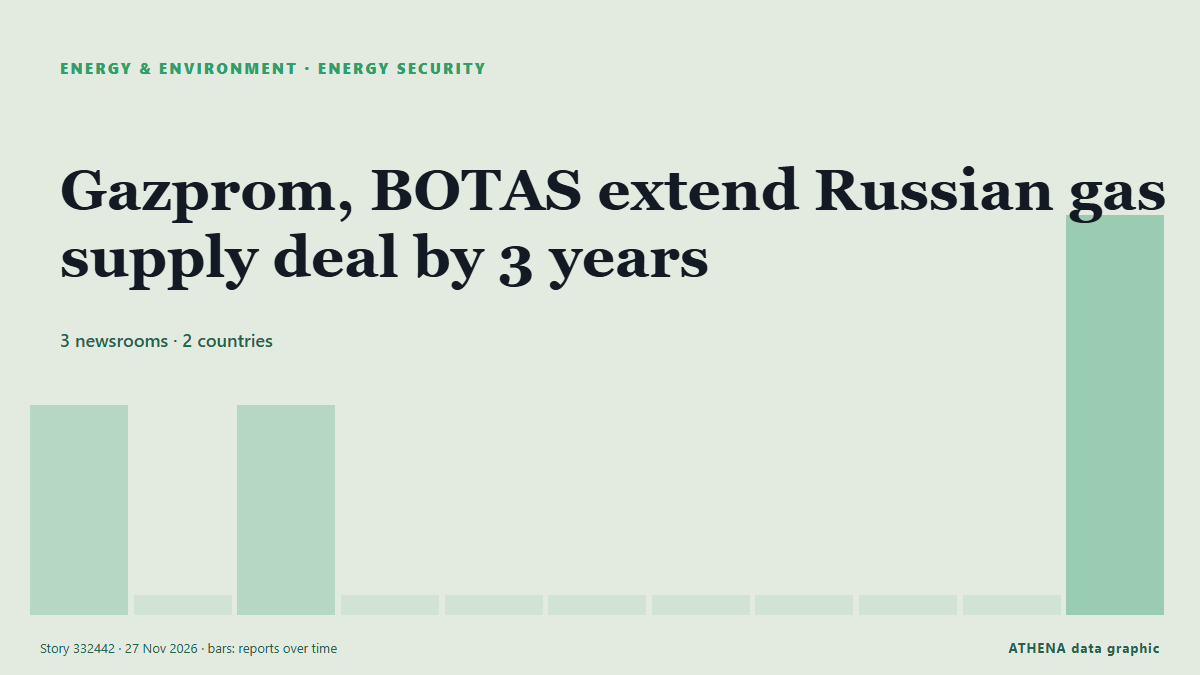 ENERGY & ENVIRONMENT · ENERGY SECURITY
Gazprom, BOTAS extend Russian gas
supply deal by 3 years
3 newsrooms · 2 countries
Story 332442 · 27 Nov 2026 · bars: reports over time
ATHENA data graphic